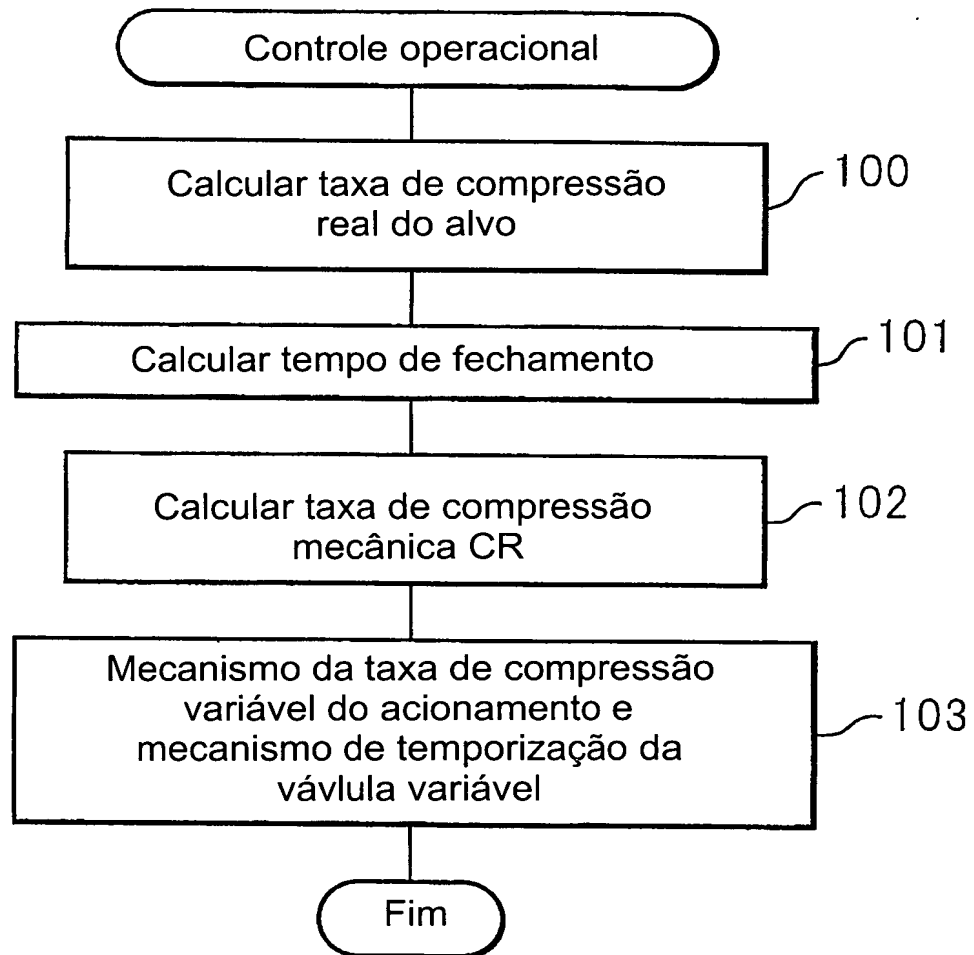 Controle operacional
Calcular taxa de compressão
real do alvo
100
Calcular tempo de fechamento
101
Calcular taxa de compressão
mecânica CR
102
Mecanismo da taxa de compressão
variável do acionamento e
mecanismo de temporização da
vávlula variável
103
Fim